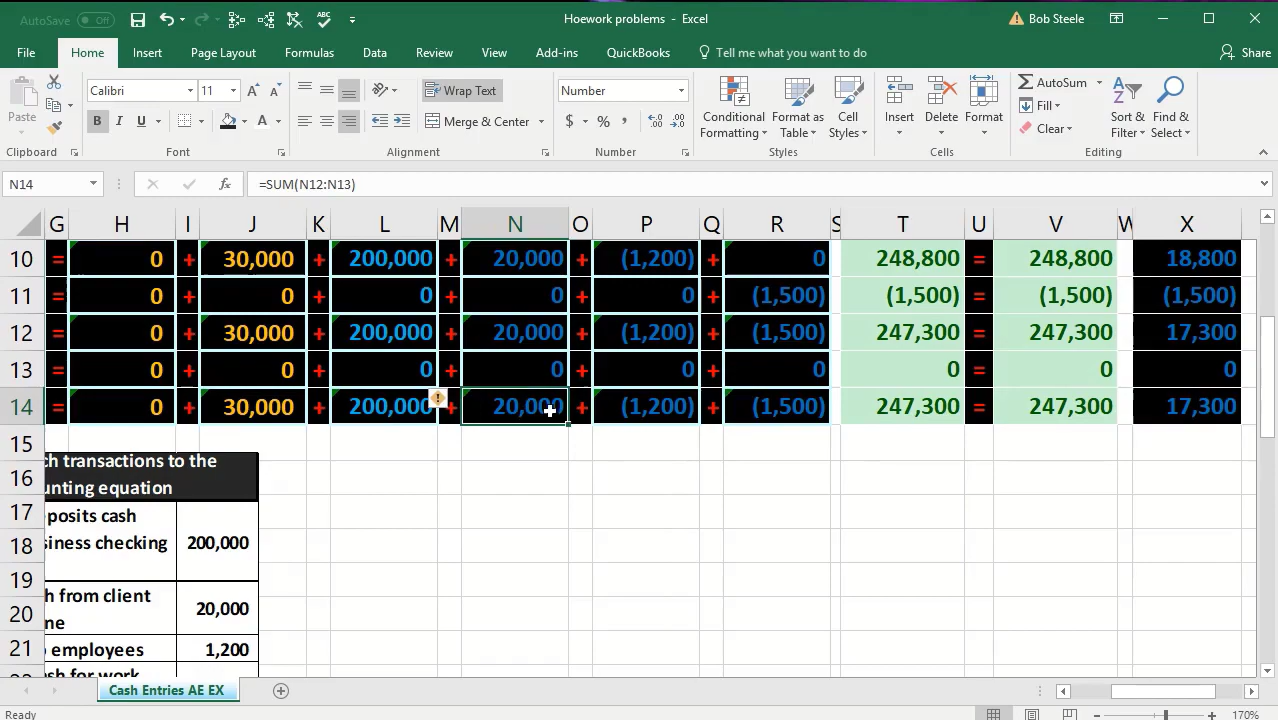 AutoSave Off Hoewok problems - Excel Bob Steele
File Home Insert Page Layout Formulas Data Review View Add-ins QuickBooks Tell me what you want to do Share
Paste Calibri 11 A A Wrap Text Number Conditional Formatting Format as Table Cell Styles Insert Delete Format AutoSum Fill Clear Sort & Filter Find & Select
B I U A Merge & Center $ % , .00 .0
Clipboard Font Alignment Number Styles Cells Editing
N14 fx =SUM(N12:N13)
G H I J K L M N O P Q R S T U V W X
10 = 0 + 30,000 + 200,000 + 20,000 + (1,200) + 0 248,800 = 248,800 18,800
11 = 0 + 0 + 0 + 0 + 0 + (1,500) (1,500) = (1,500) (1,500)
12 = 0 + 30,000 + 200,000 + 20,000 + (1,200) + (1,500) 247,300 = 247,300 17,300
13 = 0 + 0 + 0 + 0 + 0 + 0 0 = 0 0
14 = 0 + 30,000 + 200,000 + 20,000 + (1,200) + (1,500) 247,300 = 247,300 17,300
15
16 ch transactions to the
unting equation
17 posits cash
18 siness checking 200,000
19 h from client
20 me 20,000
21 employees 1,200
sh for work
Cash Entries AE EX
Ready 170%